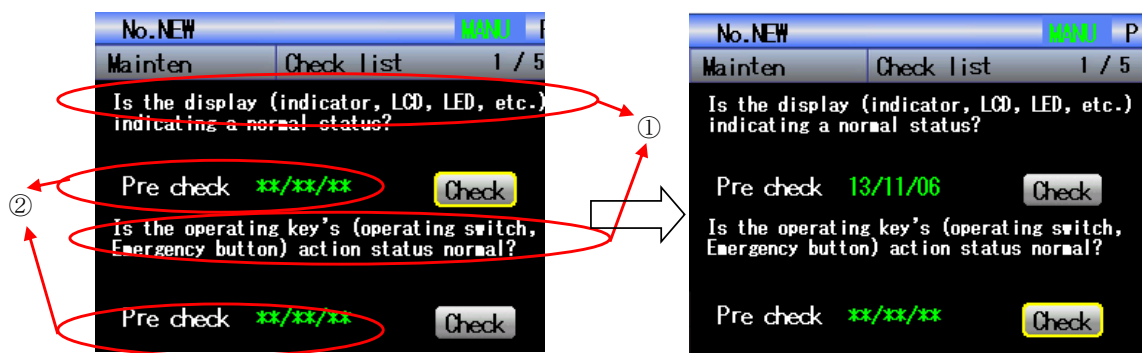 No.NEW MANU
Mainten Check list 1 / 5
Is the display (indicator, LCD, LED, etc.)
indicating a normal status?
①
Pre check **/**/** Check
②
Is the operating key's (operating switch,
Emergency button) action status normal?
Pre check **/**/** Check
No.NEW MANU P
Mainten Check list 1 / 5
Is the display (indicator, LCD, LED, etc.)
indicating a normal status?
Pre check 13/11/06 Check
Is the operating key's (operating switch,
Emergency button) action status normal?
Pre check **/**/** Check